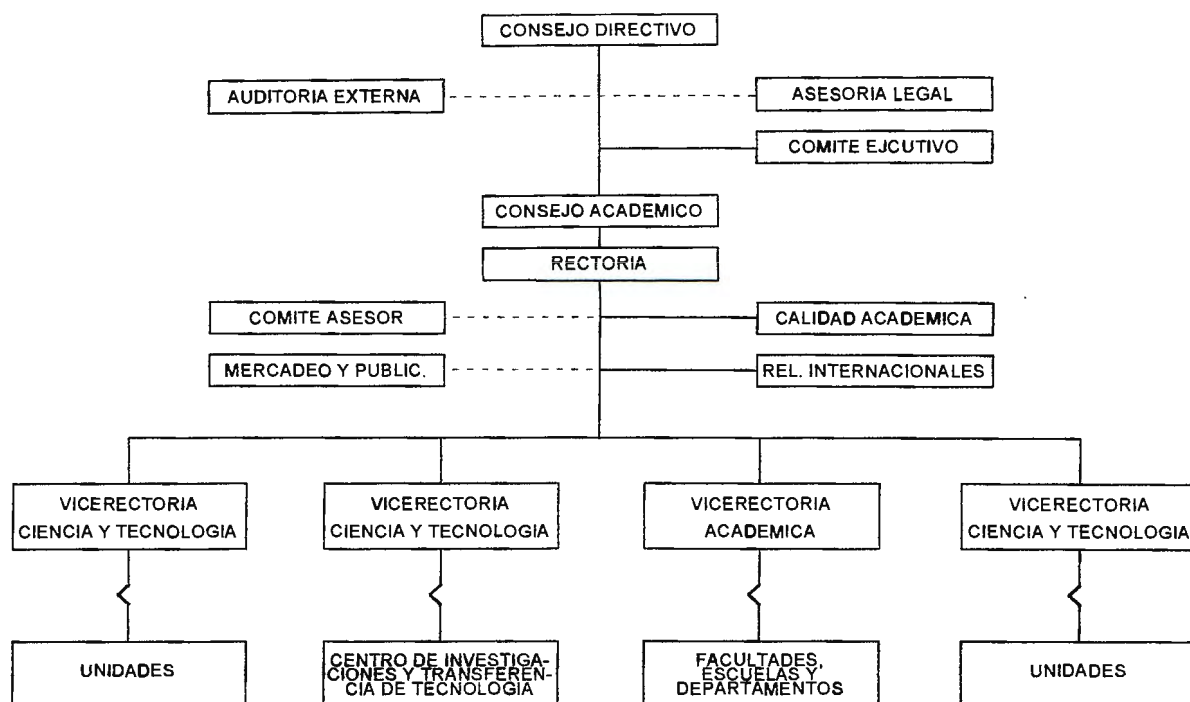 CONSEJO DIRECTIVO
AUDITORIA EXTERNA
ASESORIA LEGAL
COMITE EJCUTIVO
CONSEJO ACADEMICO
RECTORIA
COMITE ASESOR
CALIDAD ACADEMICA
MERCADEO Y PUBLIC.
REL. INTERNACIONALES
VICERECTORIA
CIENCIA Y TECNOLOGIA
VICERECTORIA
CIENCIA Y TECNOLOGIA
VICERECTORIA
ACADEMICA
VICERECTORIA
CIENCIA Y TECNOLOGIA
UNIDADES
CENTRO DE INVESTIGA-
CIONES Y TRANSFEREN-
CIA DE TECNOLOGIA
FACULTADES,
ESCUELAS Y
DEPARTAMENTOS
UNIDADES